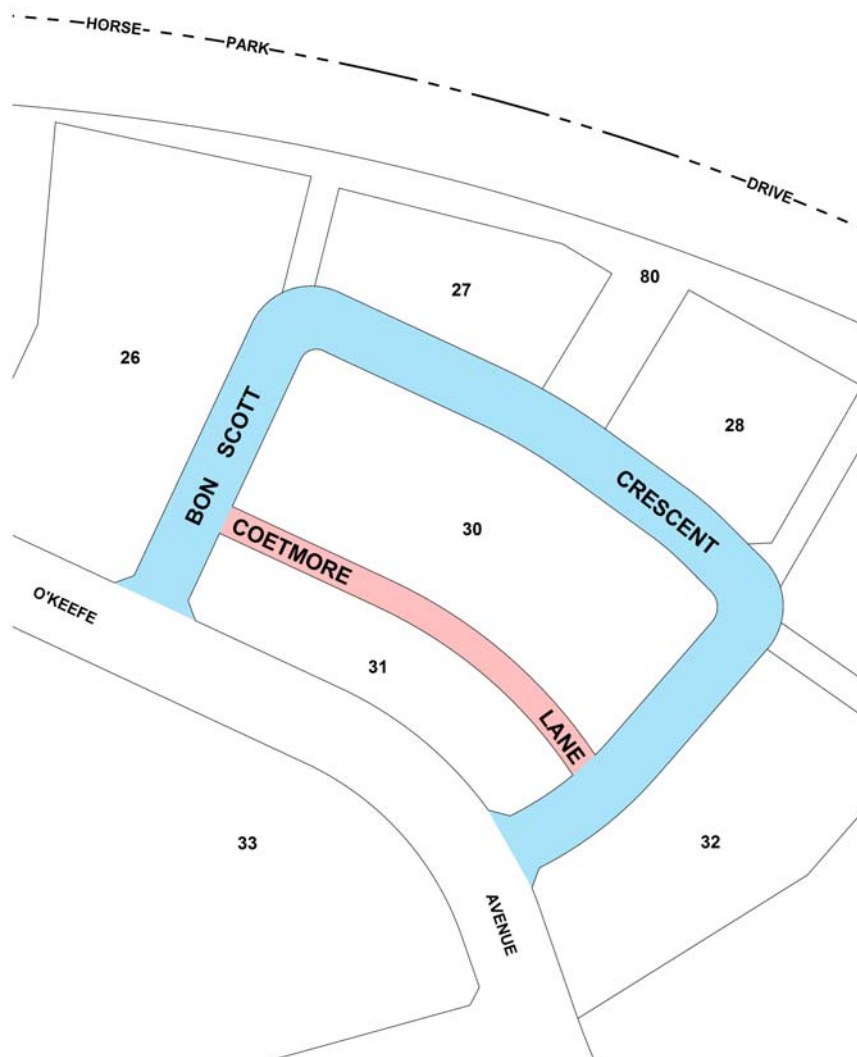 HORSE PARK DRIVE
80
27
26
28
BON SCOTT CRESCENT
30
COETMORE LANE
O'KEEFE AVENUE
31
33
32